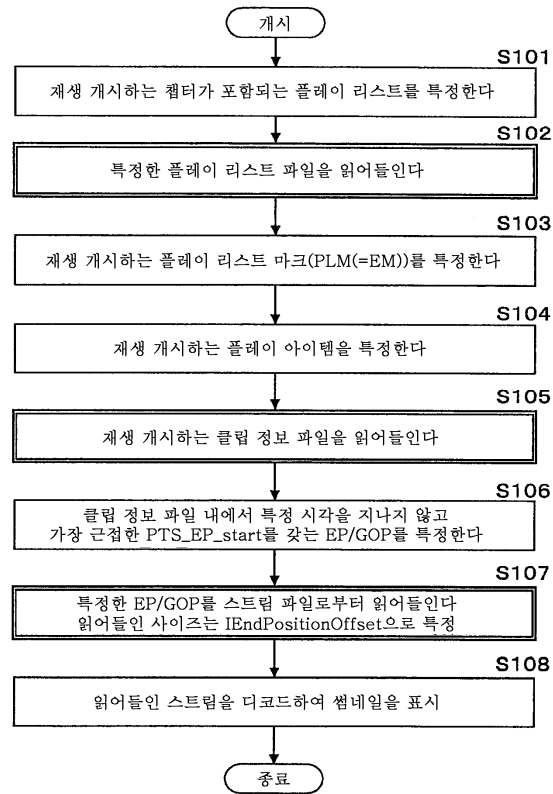 개시
S101
재생 개시하는 챕터가 포함되는 플레이 리스트를 특정한다
S102
특정한 플레이 리스트 파일을 읽어들인다
S103
재생 개시하는 플레이 리스트 마크(PLM(=EM))를 특정한다
S104
재생 개시하는 플레이 아이템을 특정한다
S105
재생 개시하는 클립 정보 파일을 읽어들인다
S106
클립 정보 파일 내에서 특정 시각을 지나지 않고
가장 근접한 PTS_EP_start를 갖는 EP/GOP를 특정한다
S107
특정한 EP/GOP를 스트림 파일로부터 읽어들인다
읽어들인 사이즈는 IEndPositionOffset으로 특정
S108
읽어들인 스트림을 디코드하여 썸네일을 표시
종료